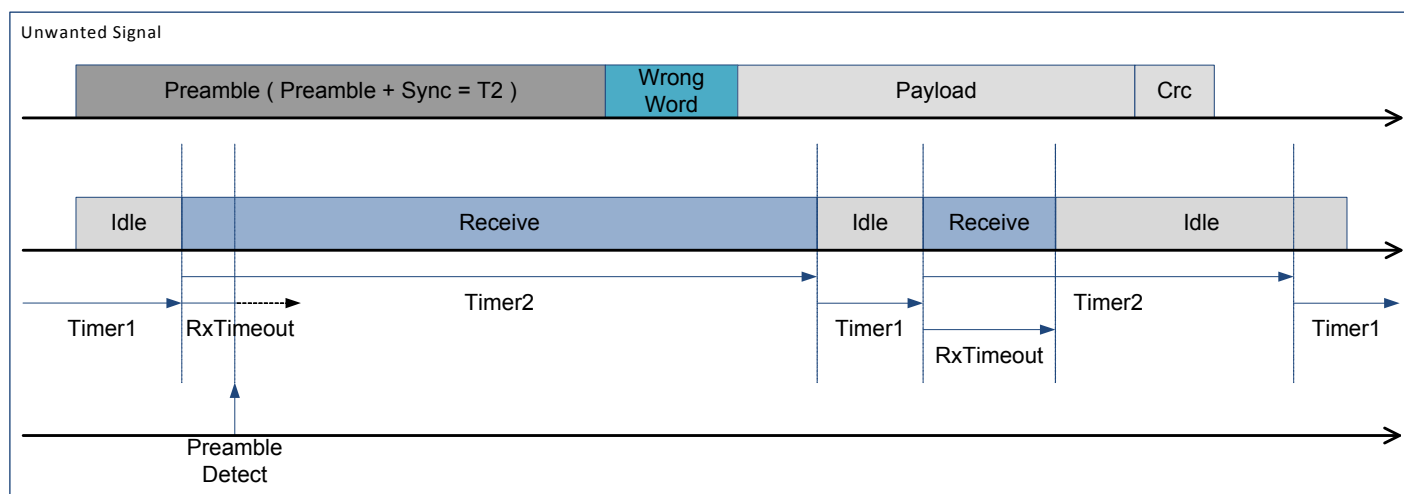 Unwanted Signal
Preamble ( Preamble + Sync = T2 )
Wrong
Word
Payload
Crc
Idle
Receive
Idle
Receive
Idle
Timer2
Timer2
Timer1
RxTimeout
Timer1
Timer1
RxTimeout
Preamble
Detect